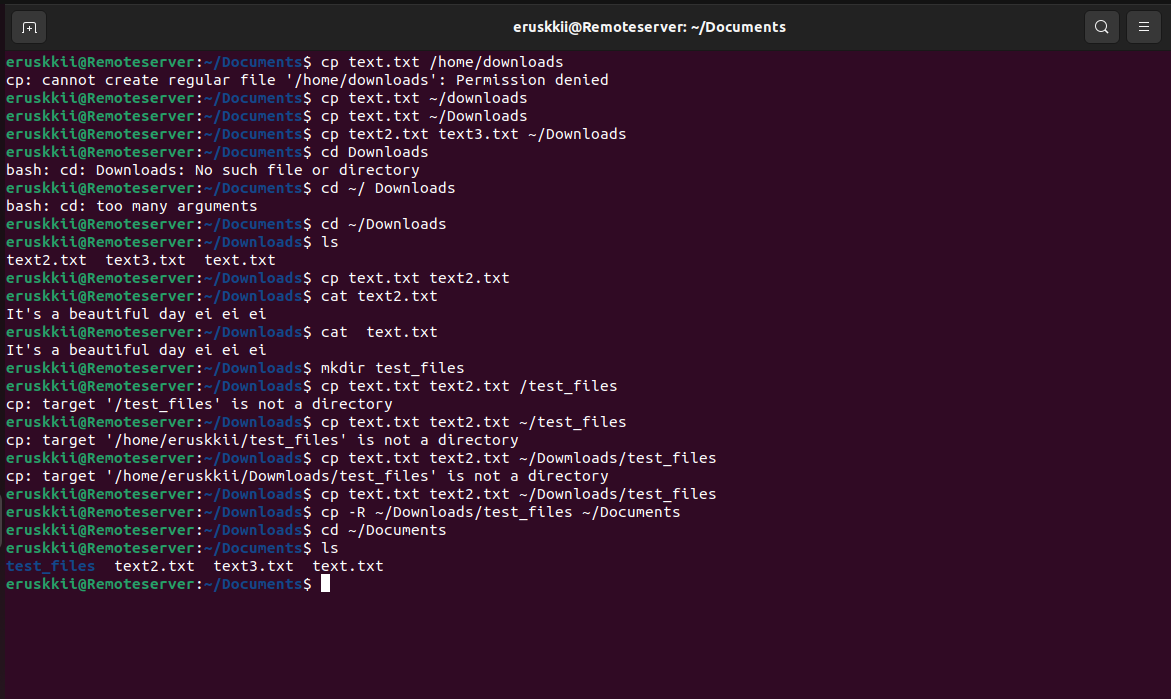 eruskkii@Remoteserver: ~/Documents
eruskkii@Remoteserver:~/Documents$ cp text.txt /home/downloads
cp: cannot create regular file '/home/downloads': Permission denied
eruskkii@Remoteserver:~/Documents$ cp text.txt ~/downloads
eruskkii@Remoteserver:~/Documents$ cp text.txt ~/Downloads
eruskkii@Remoteserver:~/Documents$ cp text2.txt text3.txt ~/Downloads
eruskkii@Remoteserver:~/Documents$ cd Downloads
bash: cd: Downloads: No such file or directory
eruskkii@Remoteserver:~/Documents$ cd ~/ Downloads
bash: cd: too many arguments
eruskkii@Remoteserver:~/Documents$ cd ~/Downloads
eruskkii@Remoteserver:~/Downloads$ ls
text2.txt  text3.txt  text.txt
eruskkii@Remoteserver:~/Downloads$ cp text.txt text2.txt
eruskkii@Remoteserver:~/Downloads$ cat text2.txt
It's a beautiful day ei ei ei
eruskkii@Remoteserver:~/Downloads$ cat  text.txt
It's a beautiful day ei ei ei
eruskkii@Remoteserver:~/Downloads$ mkdir test_files
eruskkii@Remoteserver:~/Downloads$ cp text.txt text2.txt /test_files
cp: target '/test_files' is not a directory
eruskkii@Remoteserver:~/Downloads$ cp text.txt text2.txt ~/test_files
cp: target '/home/eruskkii/test_files' is not a directory
eruskkii@Remoteserver:~/Downloads$ cp text.txt text2.txt ~/Dowmloads/test_files
cp: target '/home/eruskkii/Dowmloads/test_files' is not a directory
eruskkii@Remoteserver:~/Downloads$ cp text.txt text2.txt ~/Downloads/test_files
eruskkii@Remoteserver:~/Downloads$ cp -R ~/Downloads/test_files ~/Documents
eruskkii@Remoteserver:~/Downloads$ cd ~/Documents
eruskkii@Remoteserver:~/Documents$ ls
test_files  text2.txt  text3.txt  text.txt
eruskkii@Remoteserver:~/Documents$